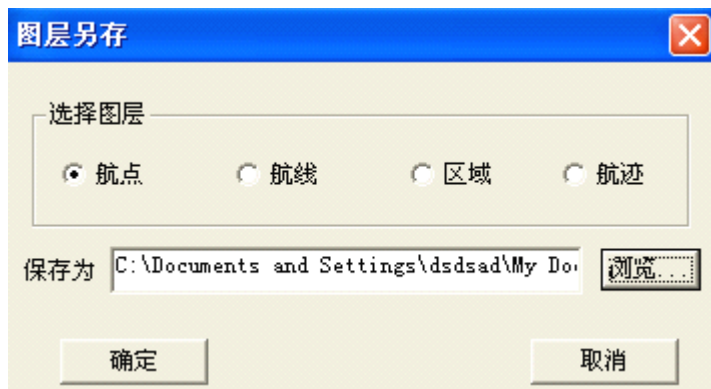 图层另存
选择图层
航点 航线 区域 航迹
保存为 C:\Documents and Settings\dsdsad\My Do 浏览...
确定 取消